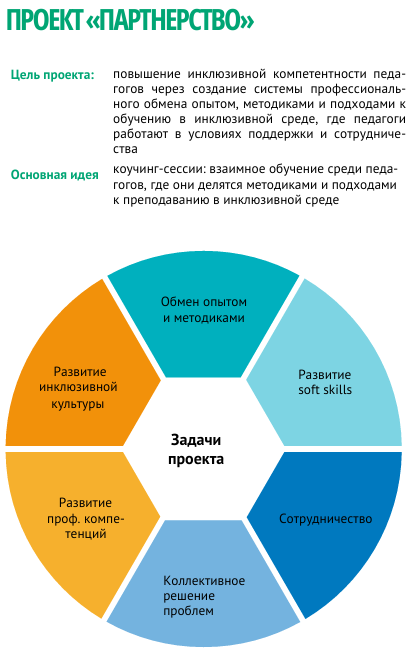 ПРОЕКТ «ПАРТНЕРСТВО»
Цель проекта:
повышение инклюзивной компетентности педа-
гогов через создание системы профессиональ-
ного обмена опытом, методиками и подходами к
обучению в инклюзивной среде, где педагоги
работают в условиях поддержки и сотрудниче-
ства
Основная идея
коучинг-сессии: взаимное обучение среди педа-
гогов, где они делятся методиками и подходами
к преподаванию в инклюзивной среде
Обмен опытом
и методиками
Развитие
soft skills
Сотрудничество
Коллективное
решение
проблем
Развитие
проф. компе-
тенций
Развитие
инклюзивной
культуры
Задачи
проекта